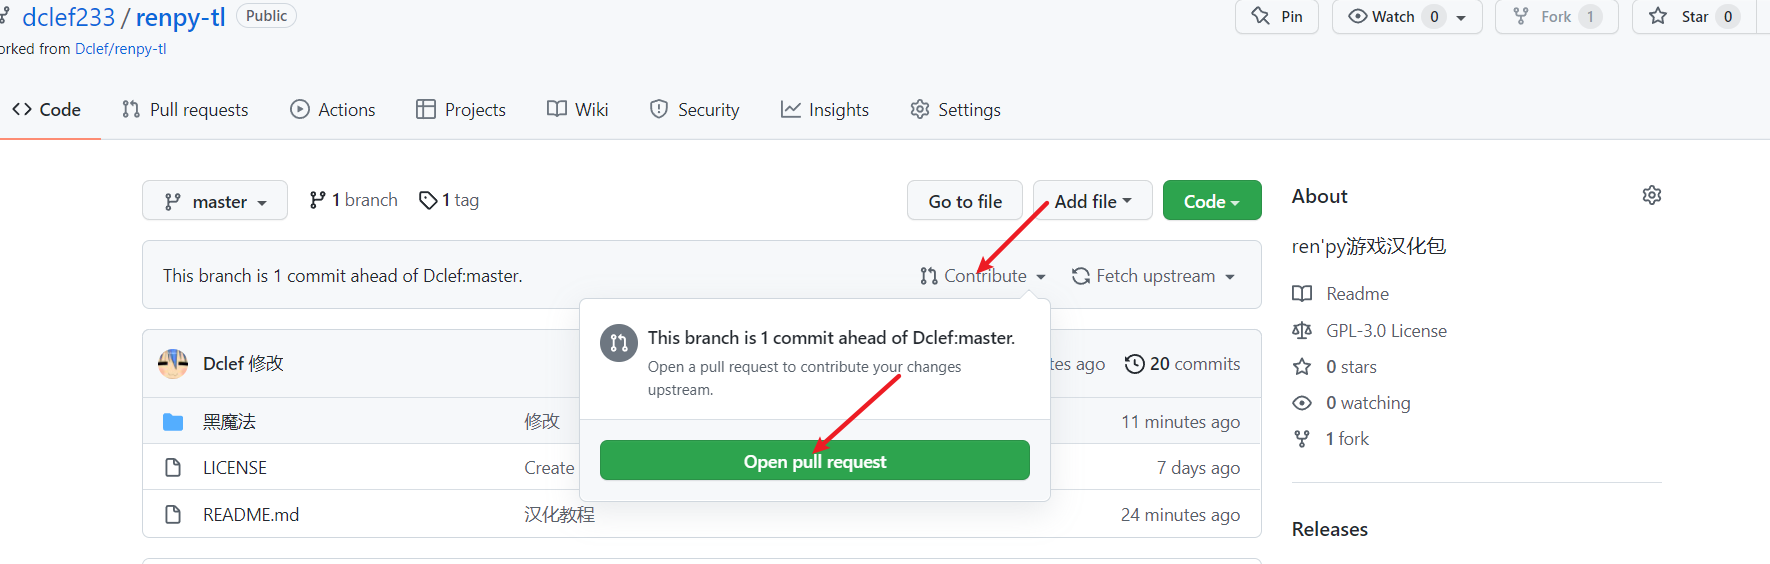 dclef233 / renpy-tl Public
Pin
Watch 0
Fork 1
Star 0
orked from Dclef/renpy-tl
Code
Pull requests
Actions
Projects
Wiki
Security
Insights
Settings
master
1 branch
1 tag
Go to file
Add file
Code
This branch is 1 commit ahead of Dclef:master.
Contribute
Fetch upstream
This branch is 1 commit ahead of Dclef:master.
Open a pull request to contribute your changes
upstream.
Open pull request
Dclef 修改
tes ago
20 commits
黑魔法
修改
11 minutes ago
LICENSE
Create
7 days ago
README.md
汉化教程
24 minutes ago
About
ren'py游戏汉化包
Readme
GPL-3.0 License
0 stars
0 watching
1 fork
Releases